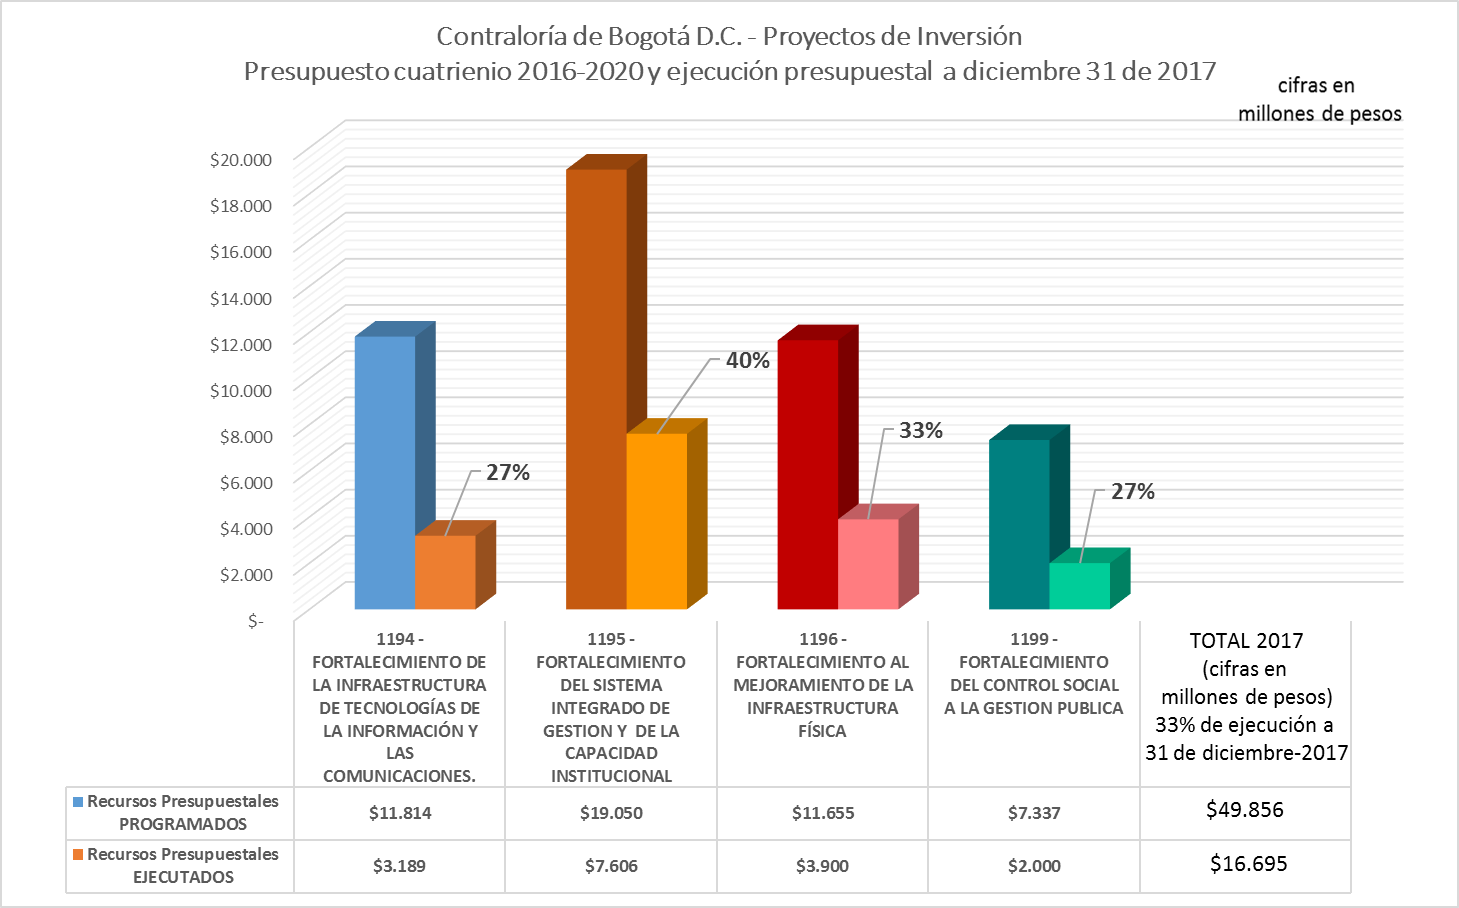 Contraloría de Bogotá D.C. - Proyectos de Inversión
Presupuesto cuatrienio 2016-2020 y ejecución presupuestal a diciembre 31 de 2017
cifras en
millones de pesos
$20.000
$18.000
$16.000
$14.000
$12.000
$10.000
$8.000
$6.000
$4.000
$2.000
$-
27%
40%
33%
27%
1194 -
FORTALECIMIENTO DE
LA INFRAESTRUCTURA
DE TECNOLOGÍAS DE
LA INFORMACIÓN Y
LAS
COMUNICACIONES.
1195 -
FORTALECIMIENTO
DEL SISTEMA
INTEGRADO DE
GESTION Y DE LA
CAPACIDAD
INSTITUCIONAL
1196 -
FORTALECIMIENTO AL
MEJORAMIENTO DE LA
INFRAESTRUCTURA
FÍSICA
1199 -
FORTALECIMIENTO
DEL CONTROL SOCIAL
A LA GESTION PUBLICA
TOTAL 2017
(cifras en
millones de pesos)
33% de ejecución a
31 de diciembre-2017
Recursos Presupuestales
PROGRAMADOS
$11.814
$19.050
$11.655
$7.337
$49.856
Recursos Presupuestales
EJECUTADOS
$3.189
$7.606
$3.900
$2.000
$16.695